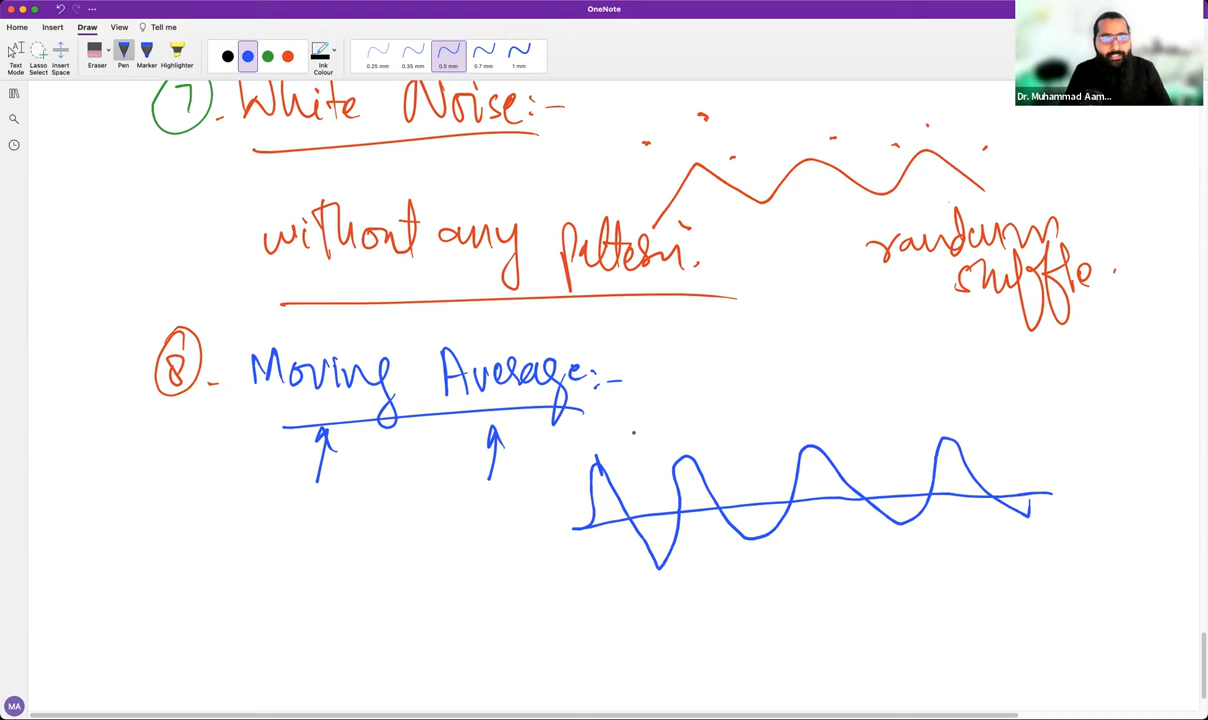 OneNote
Home Insert Draw View Tell me
Text Mode
Lasso Select
Insert Space
Eraser
Pen
Marker
Highlighter
Ink Colour
0.25 mm 0.35 mm 0.5 mm 0.7 mm 1 mm
Dr. Muhammad Aam...
7. White Noise:-
without any pattern.
random
shuffle.
8. Moving Average:-
MA